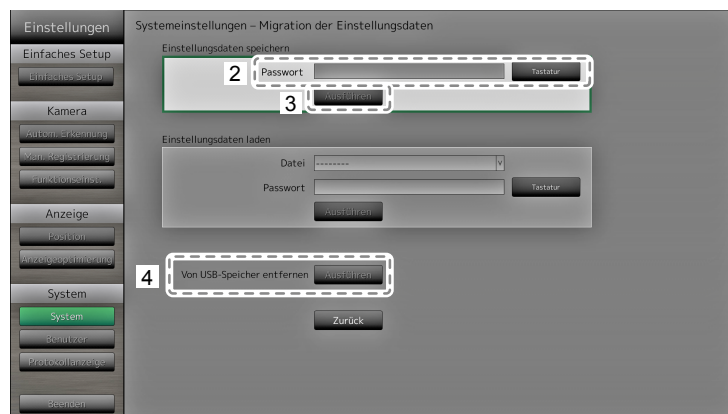 Einstellungen
Einfaches Setup
Einfaches Setup
Kamera
Autom. Erkennung
Man. Registrierung
Funktionseinst.
Anzeige
Position
Anzeigeoptimierung
System
System
Benutzer
Protokollanzeige
Beenden
Systemeinstellungen – Migration der Einstellungsdaten
Einstellungsdaten speichern
2 Passwort Tastatur
3 Ausführen
Einstellungsdaten laden
Datei -------- v
Passwort Tastatur
Ausführen
4 Von USB-Speicher entfernen Ausführen
Zurück